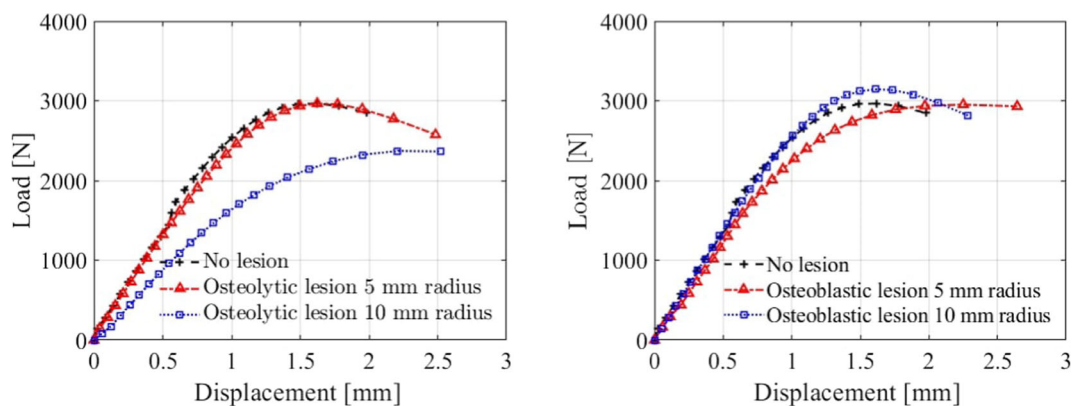 4000
3000
2000
1000
0
Load [N]
No lesion
Osteolytic lesion 5 mm radius
Osteolytic lesion 10 mm radius
0 0.5 1 1.5 2 2.5 3
Displacement [mm]
4000
3000
2000
1000
0
Load [N]
No lesion
Osteoblastic lesion 5 mm radius
Osteoblastic lesion 10 mm radius
0 0.5 1 1.5 2 2.5 3
Displacement [mm]